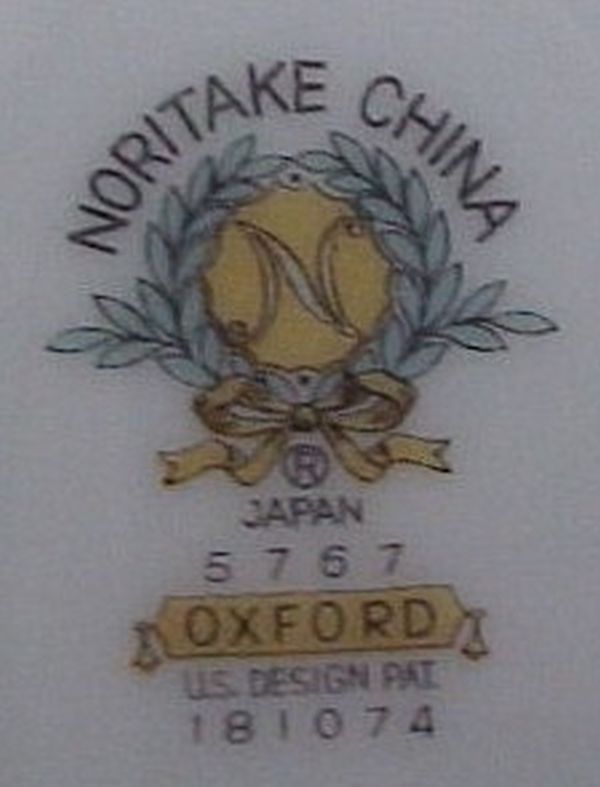 NORITAKE CHINA
N
®
JAPAN
5767
OXFORD
U.S. DESIGN PAT.
181074